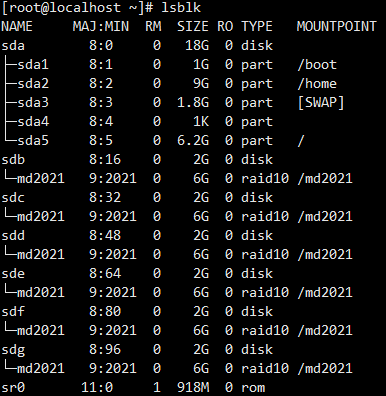 [root@localhost ~]# lsblk
NAME     MAJ:MIN  RM  SIZE RO TYPE   MOUNTPOINT
sda        8:0     0   18G  0 disk
├─sda1     8:1     0    1G  0 part   /boot
├─sda2     8:2     0    9G  0 part   /home
├─sda3     8:3     0  1.8G  0 part   [SWAP]
├─sda4     8:4     0    1K  0 part
└─sda5     8:5     0  6.2G  0 part   /
sdb        8:16    0    2G  0 disk
└─md2021   9:2021  0    6G  0 raid10 /md2021
sdc        8:32    0    2G  0 disk
└─md2021   9:2021  0    6G  0 raid10 /md2021
sdd        8:48    0    2G  0 disk
└─md2021   9:2021  0    6G  0 raid10 /md2021
sde        8:64    0    2G  0 disk
└─md2021   9:2021  0    6G  0 raid10 /md2021
sdf        8:80    0    2G  0 disk
└─md2021   9:2021  0    6G  0 raid10 /md2021
sdg        8:96    0    2G  0 disk
└─md2021   9:2021  0    6G  0 raid10 /md2021
sr0       11:0     1  918M  0 rom